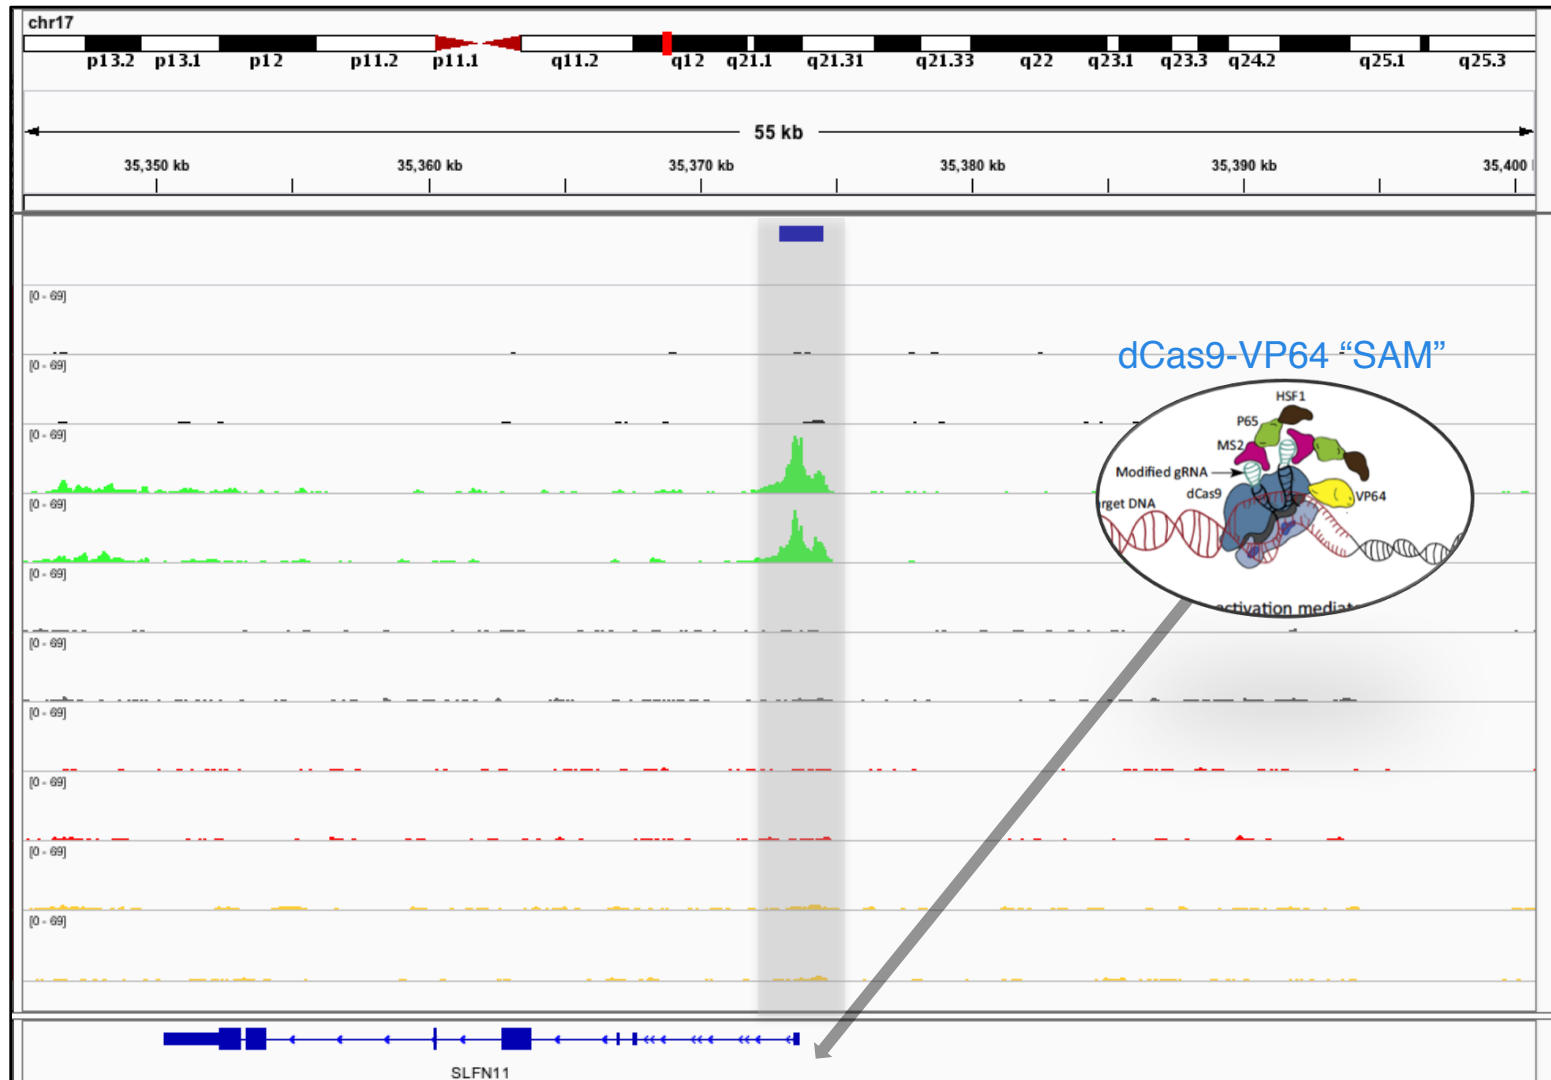 chr17
p13.2 p13.1 p12 p11.2 p11.1 q11.2 q12 q21.1 q21.31 q21.33 q22 q23.1 q23.3 q24.2 q25.1 q25.3
55 kb
35,350 kb 35,360 kb 35,370 kb 35,380 kb 35,390 kb 35,400
[0 - 69]
[0 - 69]
dCas9-VP64 “SAM”
HSF1
P65
[0 - 69]
MS2
Modified gRNA
dCas9
VP64
rget DNA
[0 - 69]
[0 - 69]
activation mediat
[0 - 69]
[0 - 69]
[0 - 69]
[0 - 69]
[0 - 69]
SLFN11